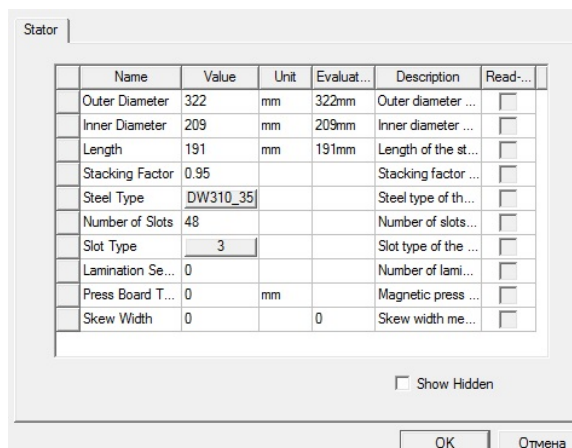 Stator
Name Value Unit Evaluat... Description Read-...
Outer Diameter 322 mm 322mm Outer diameter ...
Inner Diameter 209 mm 209mm Inner diameter ...
Length 191 mm 191mm Length of the st...
Stacking Factor 0.95 Stacking factor ...
Steel Type DW310_35 Steel type of th...
Number of Slots 48 Number of slots...
Slot Type 3 Slot type of the ...
Lamination Se... 0 Number of lami...
Press Board T... 0 mm Magnetic press ...
Skew Width 0 0 Skew width me...
Show Hidden
OK Отмена